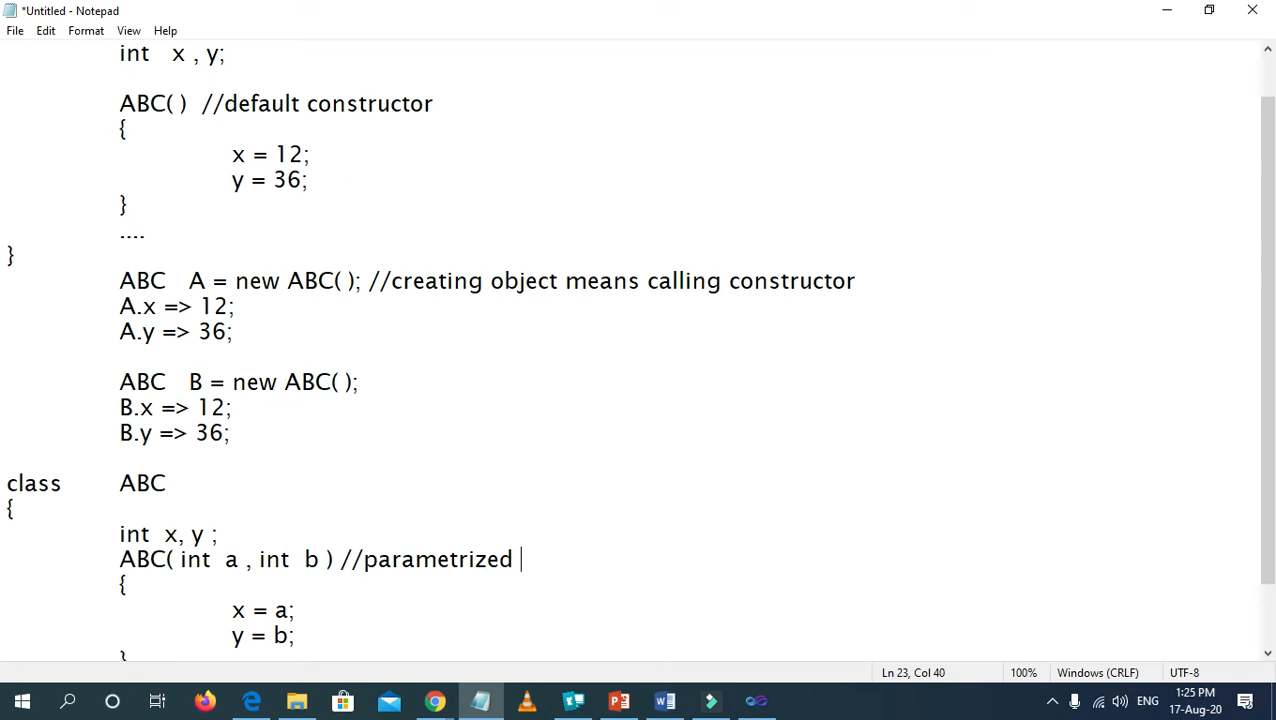 *Untitled - Notepad
File Edit Format View Help
int x , y;
ABC( ) //default constructor
{
x = 12;
y = 36;
}
....
}
ABC A = new ABC( ); //creating object means calling constructor
A.x => 12;
A.y => 36;
ABC B = new ABC( );
B.x => 12;
B.y => 36;
class ABC
{
int x, y ;
ABC( int a , int b ) //parametrized
{
x = a;
y = b;
}
Ln 23, Col 40 100% Windows (CRLF) UTF-8
ENG 1:25 PM
17-Aug-20